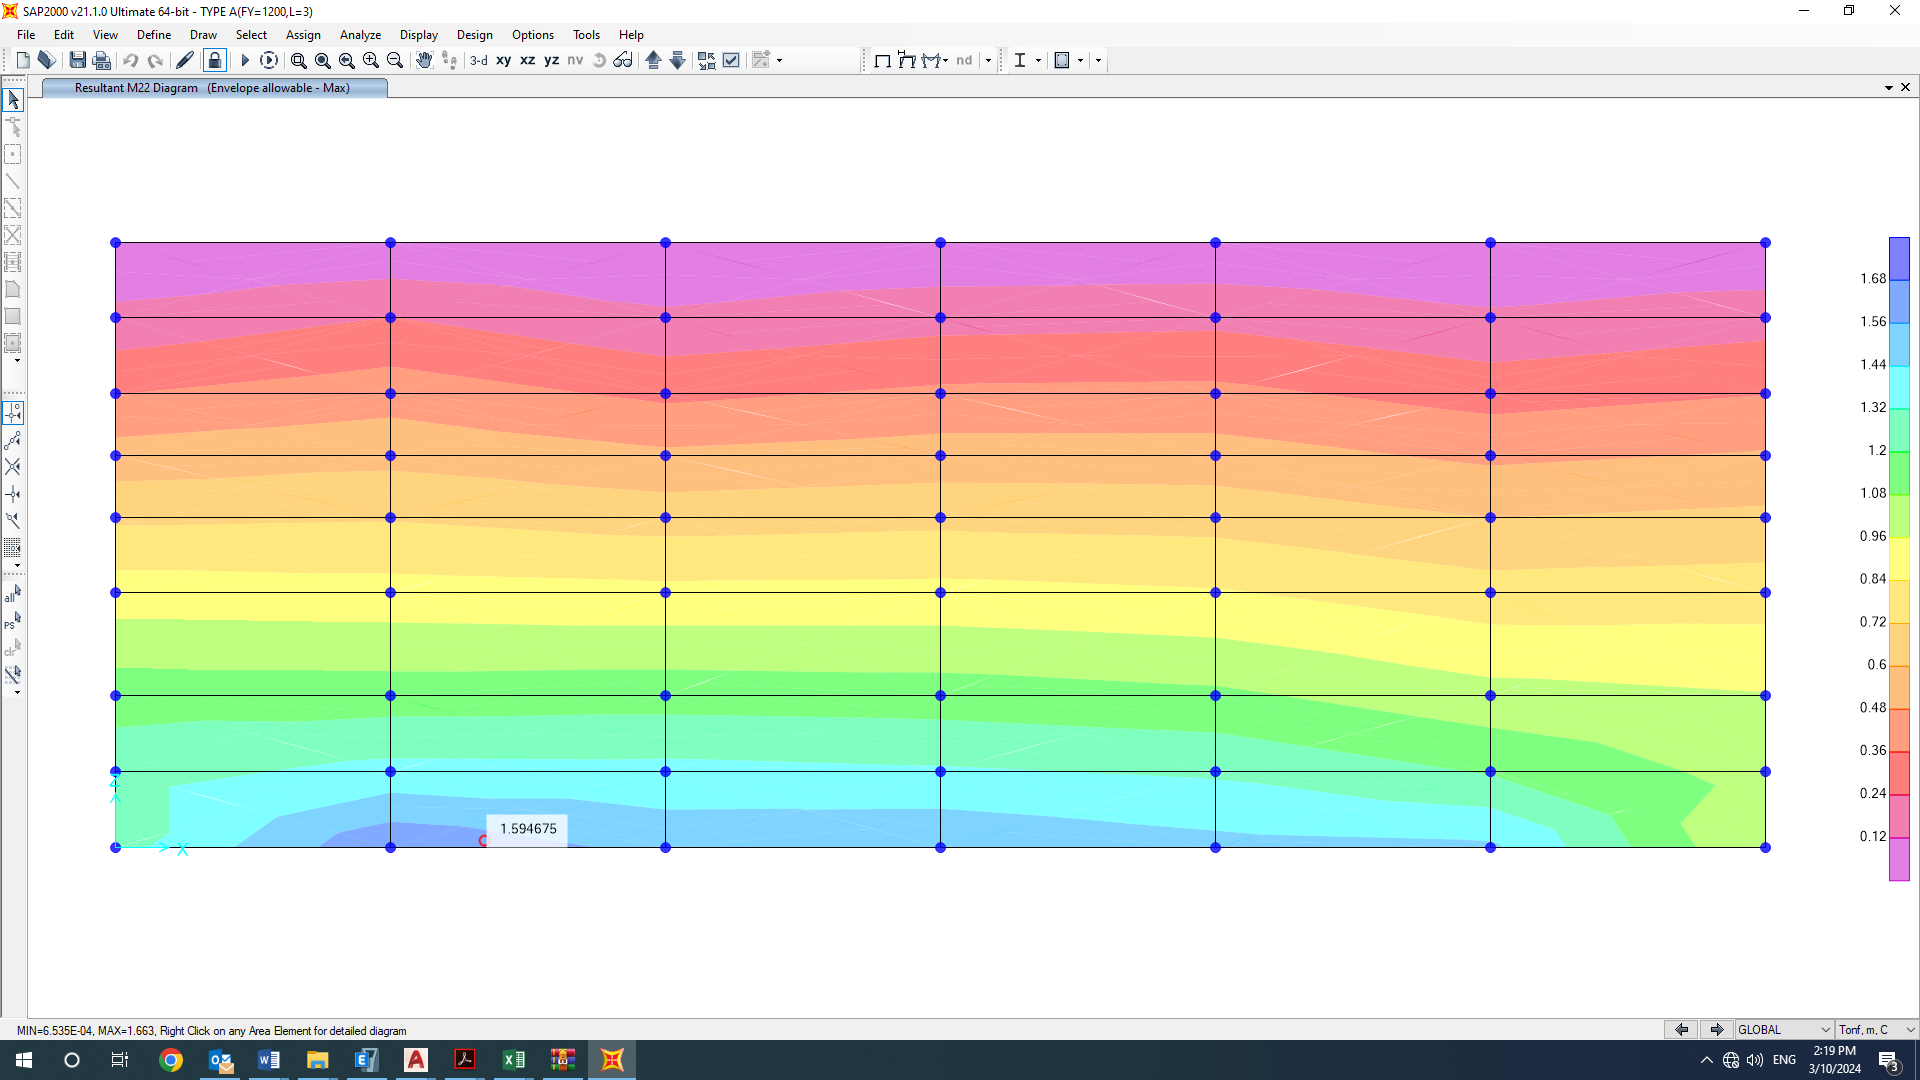 SAP2000 v21.1.0 Ultimate 64-bit - TYPE A(FY=1200,L=3)
File Edit View Define Draw Select Assign Analyze Display Design Options Tools Help
3-d xy xz yz nv nd
Resultant M22 Diagram (Envelope allowable - Max)
1.68
1.56
1.44
1.32
1.2
1.08
0.96
0.84
0.72
0.6
0.48
0.36
0.24
0.12
all
PS
clr
Z
X
1.594675
MIN=6.535E-04, MAX=1.663, Right Click on any Area Element for detailed diagram
GLOBAL
Tonf, m, C
ENG
2:19 PM
3/10/2024
3